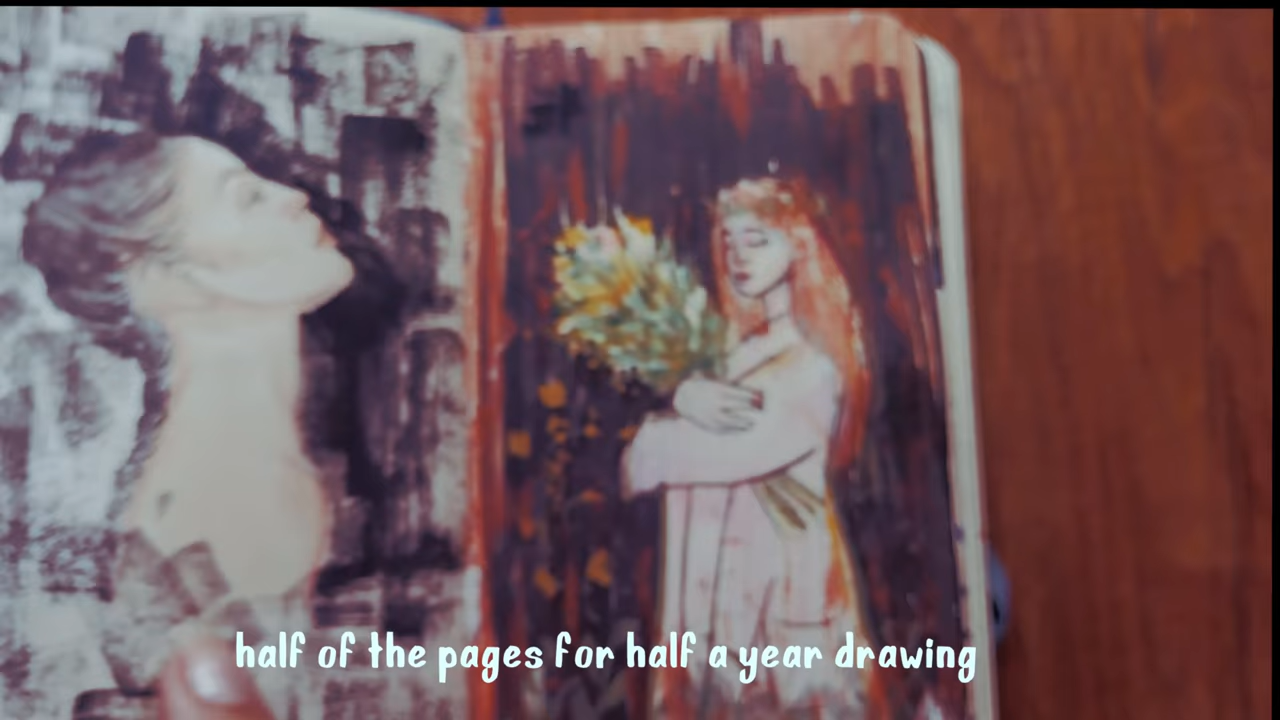 half of the pages for half a year drawing